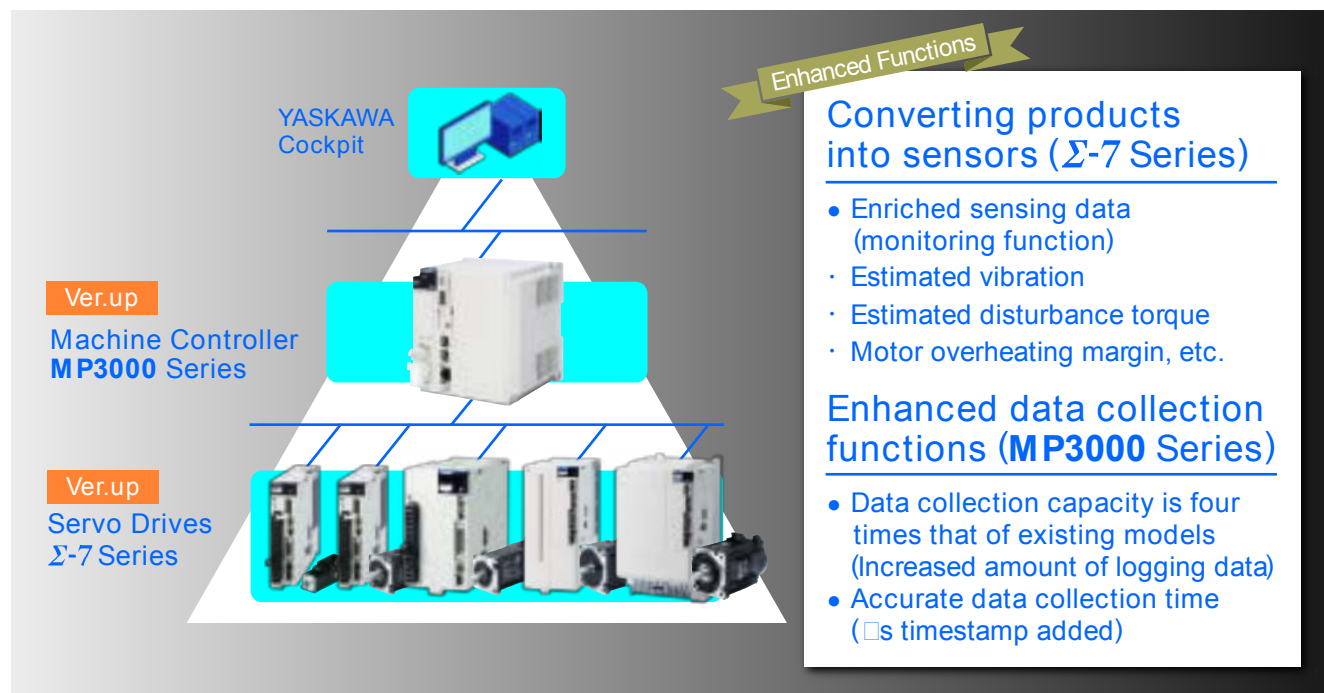 Enhanced Functions
YASKAWA
Cockpit
Ver.up
Machine Controller
MP3000 Series
Ver.up
Servo Drives
Σ-7 Series
Converting products
into sensors (Σ-7 Series)
● Enriched sensing data
(monitoring function)
· Estimated vibration
· Estimated disturbance torque
· Motor overheating margin, etc.
Enhanced data collection
functions (MP3000 Series)
● Data collection capacity is four
times that of existing models
(Increased amount of logging data)
● Accurate data collection time
(□s timestamp added)